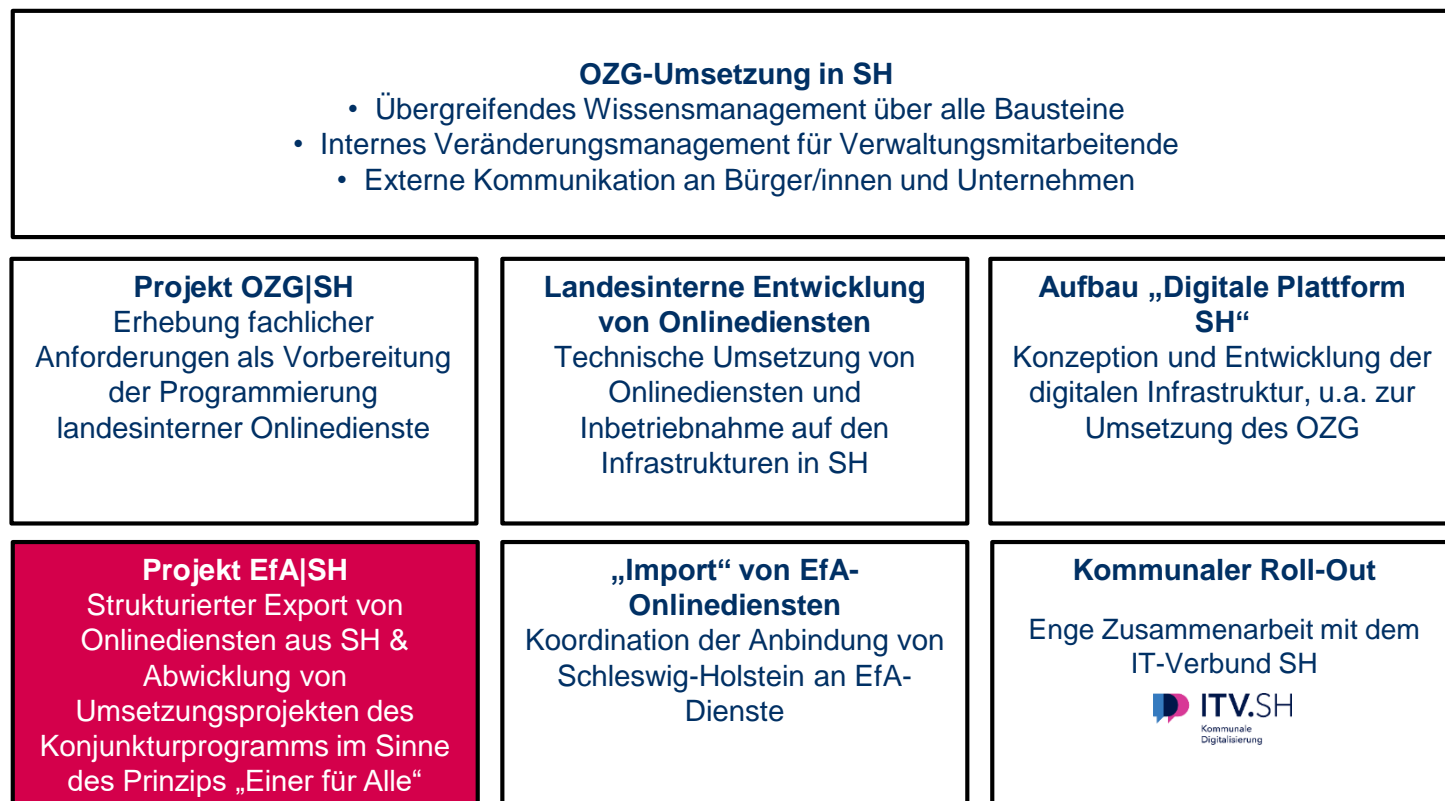 OZG-Umsetzung in SH
• Übergreifendes Wissensmanagement über alle Bausteine
• Internes Veränderungsmanagement für Verwaltungsmitarbeitende
• Externe Kommunikation an Bürger/innen und Unternehmen
Projekt OZG|SH
Erhebung fachlicher
Anforderungen als Vorbereitung
der Programmierung
landesinterner Onlinedienste
Landesinterne Entwicklung
von Onlinediensten
Technische Umsetzung von
Onlinediensten und
Inbetriebnahme auf den
Infrastrukturen in SH
Aufbau „Digitale Plattform
SH“
Konzeption und Entwicklung der
digitalen Infrastruktur, u.a. zur
Umsetzung des OZG
Projekt EfA|SH
Strukturierter Export von
Onlinediensten aus SH &
Abwicklung von
Umsetzungsprojekten des
Konjunkturprogramms im Sinne
des Prinzips „Einer für Alle“
„Import“ von EfA-
Onlinediensten
Koordination der Anbindung von
Schleswig-Holstein an EfA-
Dienste
Kommunaler Roll-Out
Enge Zusammenarbeit mit dem
IT-Verbund SH
ITV.SH
Kommunale
Digitalisierung